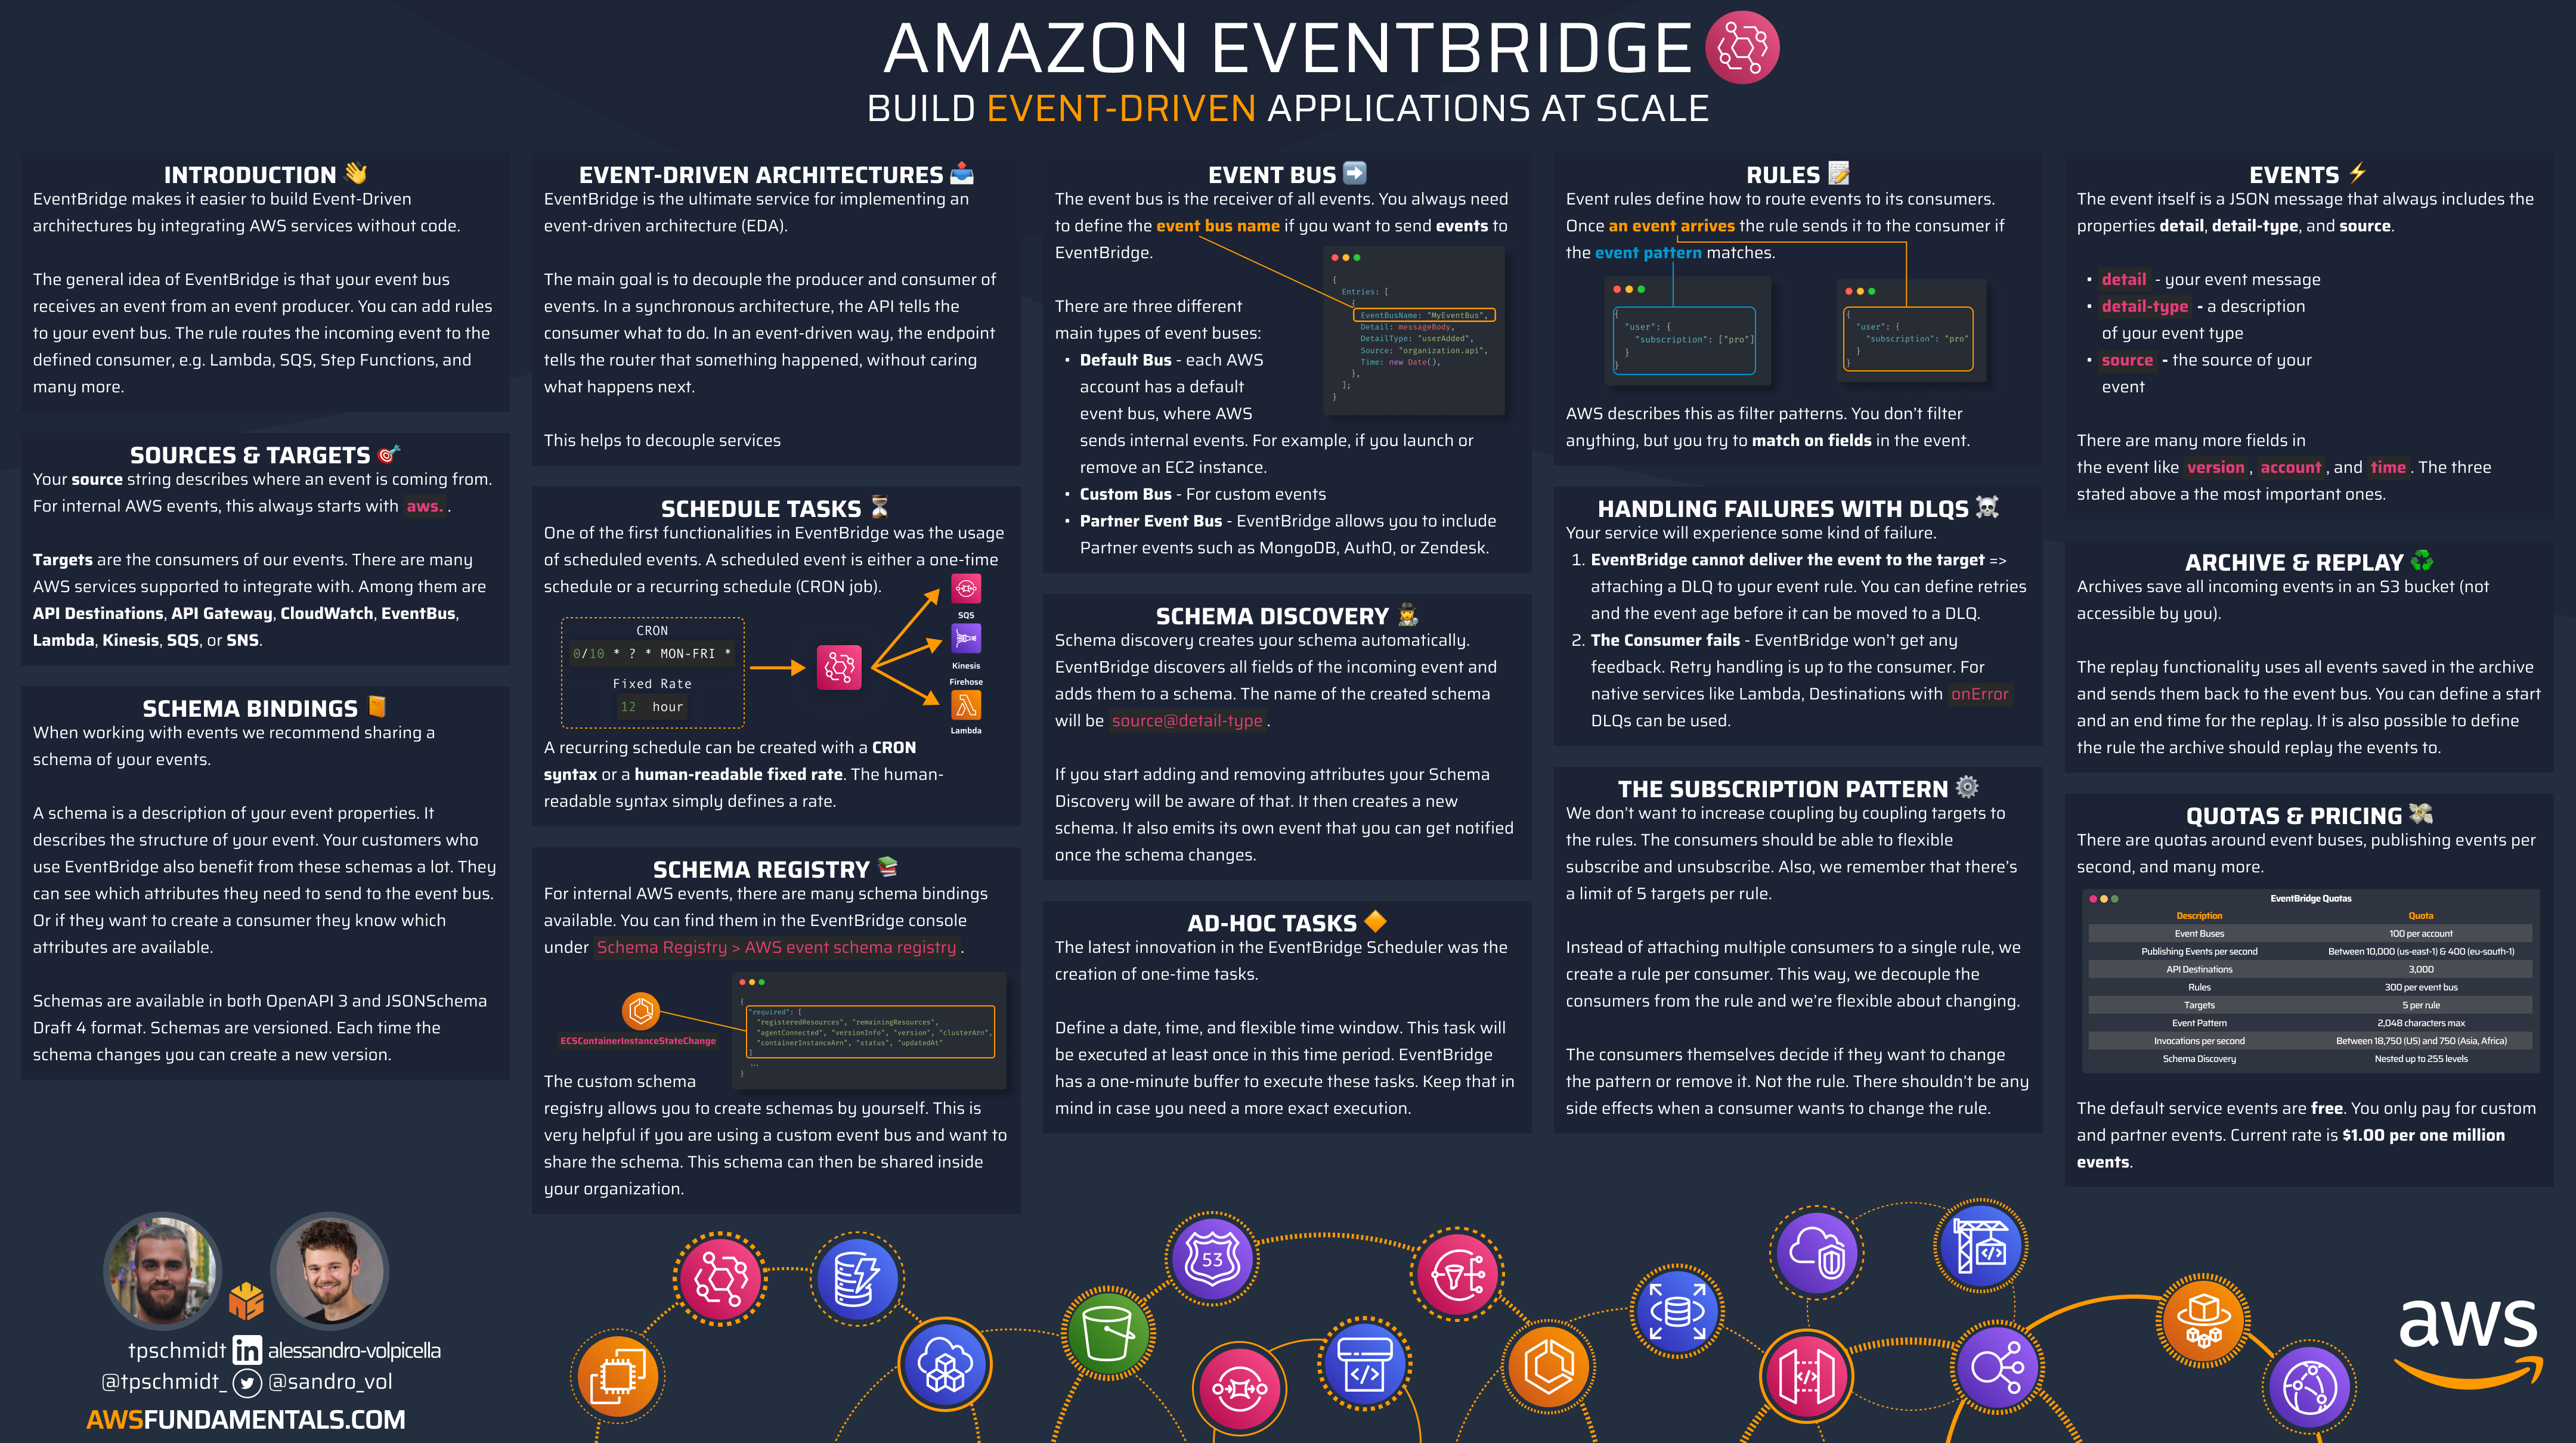 AMAZON EVENTBRIDGE
BUILD EVENT-DRIVEN APPLICATIONS AT SCALE
INTRODUCTION 👋
EventBridge makes it easier to build Event-Driven
architectures by integrating AWS services without code.
The general idea of EventBridge is that your event bus
receives an event from an event producer. You can add rules
to your event bus. The rule routes the incoming event to the
defined consumer, e.g. Lambda, SQS, Step Functions, and
many more.
SOURCES & TARGETS 🎯
Your source string describes where an event is coming from.
For internal AWS events, this always starts with aws. .
Targets are the consumers of our events. There are many
AWS services supported to integrate with. Among them are
API Destinations, API Gateway, CloudWatch, EventBus,
Lambda, Kinesis, SQS, or SNS.
SCHEMA BINDINGS 📙
When working with events we recommend sharing a
schema of your events.
A schema is a description of your event properties. It
describes the structure of your event. Your customers who
use EventBridge also benefit from these schemas a lot. They
can see which attributes they need to send to the event bus.
Or if they want to create a consumer they know which
attributes are available.
Schemas are available in both OpenAPI 3 and JSONSchema
Draft 4 format. Schemas are versioned. Each time the
schema changes you can create a new version.
EVENT-DRIVEN ARCHITECTURES 📤
EventBridge is the ultimate service for implementing an
event-driven architecture (EDA).
The main goal is to decouple the producer and consumer of
events. In a synchronous architecture, the API tells the
consumer what to do. In an event-driven way, the endpoint
tells the router that something happened, without caring
what happens next.
This helps to decouple services
SCHEDULE TASKS ⏳
One of the first functionalities in EventBridge was the usage
of scheduled events. A scheduled event is either a one-time
schedule or a recurring schedule (CRON job).
CRON
0/10 * ? * MON-FRI *
Fixed Rate
12 hour
SQS
Kinesis
Firehose
Lambda
A recurring schedule can be created with a CRON
syntax or a human-readable fixed rate. The human-
readable syntax simply defines a rate.
SCHEMA REGISTRY 📚
For internal AWS events, there are many schema bindings
available. You can find them in the EventBridge console
under Schema Registry > AWS event schema registry .
ECSContainerInstanceStateChange
{
"required": [
"registeredResources", "remainingResources",
"agentConnected", "versionInfo", "version", "clusterArn",
"containerInstanceArn", "status", "updatedAt"
]
...
}
The custom schema
registry allows you to create schemas by yourself. This is
very helpful if you are using a custom event bus and want to
share the schema. This schema can then be shared inside
your organization.
EVENT BUS ➡️
The event bus is the receiver of all events. You always need
to define the event bus name if you want to send events to
EventBridge.
{
Entries: [
{
EventBusName: "MyEventBus",
Detail: messageBody,
DetailType: "userAdded",
Source: "organization.api",
Time: new Date(),
},
];
}
There are three different
main types of event buses:
• Default Bus - each AWS
account has a default
event bus, where AWS
sends internal events. For example, if you launch or
remove an EC2 instance.
• Custom Bus - For custom events
• Partner Event Bus - EventBridge allows you to include
Partner events such as MongoDB, Auth0, or Zendesk.
SCHEMA DISCOVERY 🕵️
Schema discovery creates your schema automatically.
EventBridge discovers all fields of the incoming event and
adds them to a schema. The name of the created schema
will be source@detail-type .
If you start adding and removing attributes your Schema
Discovery will be aware of that. It then creates a new
schema. It also emits its own event that you can get notified
once the schema changes.
AD-HOC TASKS 🔶
The latest innovation in the EventBridge Scheduler was the
creation of one-time tasks.
Define a date, time, and flexible time window. This task will
be executed at least once in this time period. EventBridge
has a one-minute buffer to execute these tasks. Keep that in
mind in case you need a more exact execution.
RULES 📝
Event rules define how to route events to its consumers.
Once an event arrives the rule sends it to the consumer if
the event pattern matches.
{
"user": {
"subscription": ["pro"]
}
}
{
"user": {
"subscription": "pro"
}
}
AWS describes this as filter patterns. You don't filter
anything, but you try to match on fields in the event.
HANDLING FAILURES WITH DLQS ☠️
Your service will experience some kind of failure.
1. EventBridge cannot deliver the event to the target =>
attaching a DLQ to your event rule. You can define retries
and the event age before it can be moved to a DLQ.
2. The Consumer fails - EventBridge won't get any
feedback. Retry handling is up to the consumer. For
native services like Lambda, Destinations with onError
DLQs can be used.
THE SUBSCRIPTION PATTERN ⚙️
We don't want to increase coupling by coupling targets to
the rules. The consumers should be able to flexible
subscribe and unsubscribe. Also, we remember that there's
a limit of 5 targets per rule.
Instead of attaching multiple consumers to a single rule, we
create a rule per consumer. This way, we decouple the
consumers from the rule and we're flexible about changing.
The consumers themselves decide if they want to change
the pattern or remove it. Not the rule. There shouldn't be any
side effects when a consumer wants to change the rule.
EVENTS ⚡
The event itself is a JSON message that always includes the
properties detail, detail-type, and source.
• detail - your event message
• detail-type - a description
of your event type
• source - the source of your
event
There are many more fields in
the event like version , account , and time . The three
stated above a the most important ones.
ARCHIVE & REPLAY ♻️
Archives save all incoming events in an S3 bucket (not
accessible by you).
The replay functionality uses all events saved in the archive
and sends them back to the event bus. You can define a start
and an end time for the replay. It is also possible to define
the rule the archive should replay the events to.
QUOTAS & PRICING 💸
There are quotas around event buses, publishing events per
second, and many more.
EventBridge Quotas
Description Quota
Event Buses 100 per account
Publishing Events per second Between 10,000 (us-east-1) & 400 (eu-south-1)
API Destinations 3,000
Rules 300 per event bus
Targets 5 per rule
Event Pattern 2,048 characters max
Invocations per second Between 18,750 (US) and 750 (Asia, Africa)
Schema Discovery Nested up to 255 levels
The default service events are free. You only pay for custom
and partner events. Current rate is $1.00 per one million
events.
tpschmidt in alessandro-volpicella
@tpschmidt_ @sandro_vol
AWSFUNDAMENTALS.COM
53
aws